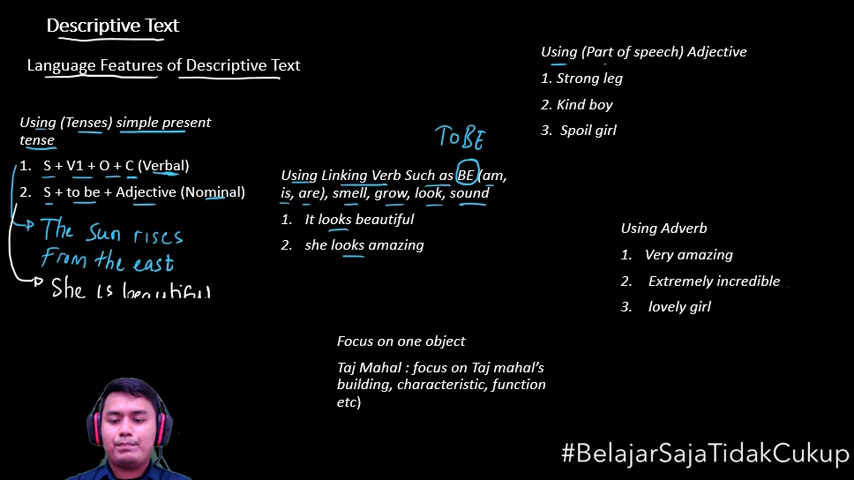 Descriptive Text
Language Features of Descriptive Text
Using (Tenses) simple present
tense
1. S + V1 + O + C (Verbal)
2. S + to be + Adjective (Nominal)
The Sun rises
From the east
She is beautiful
TO BE
Using Linking Verb Such as BE (am,
is, are), smell, grow, look, sound
1. It looks beautiful
2. she looks amazing
Focus on one object
Taj Mahal : focus on Taj mahal's
building, characteristic, function
etc)
Using (Part of speech) Adjective
1. Strong leg
2. Kind boy
3. Spoil girl
Using Adverb
1. Very amazing
2. Extremely incredible
3. lovely girl
#BelajarSajaTidakCukup